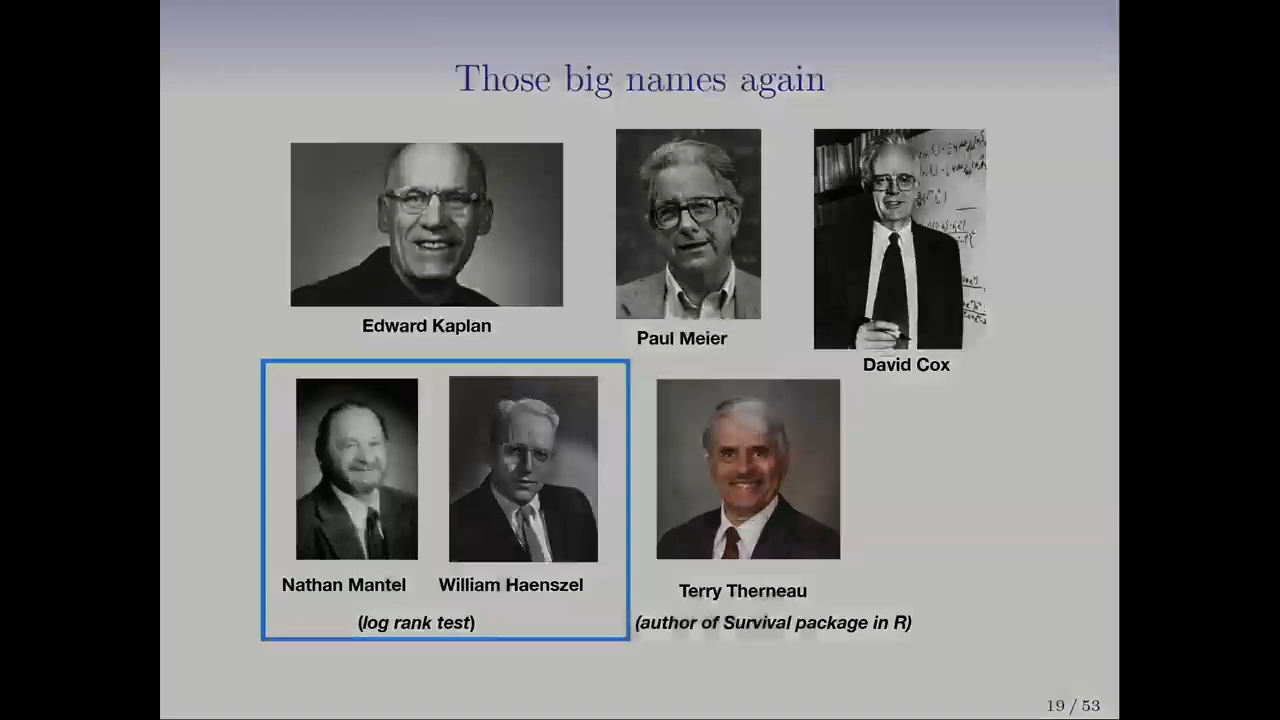 Those big names again
Edward Kaplan
Paul Meier
David Cox
Nathan Mantel
William Haenszel
(log rank test)
Terry Therneau
(author of Survival package in R)
19 / 53